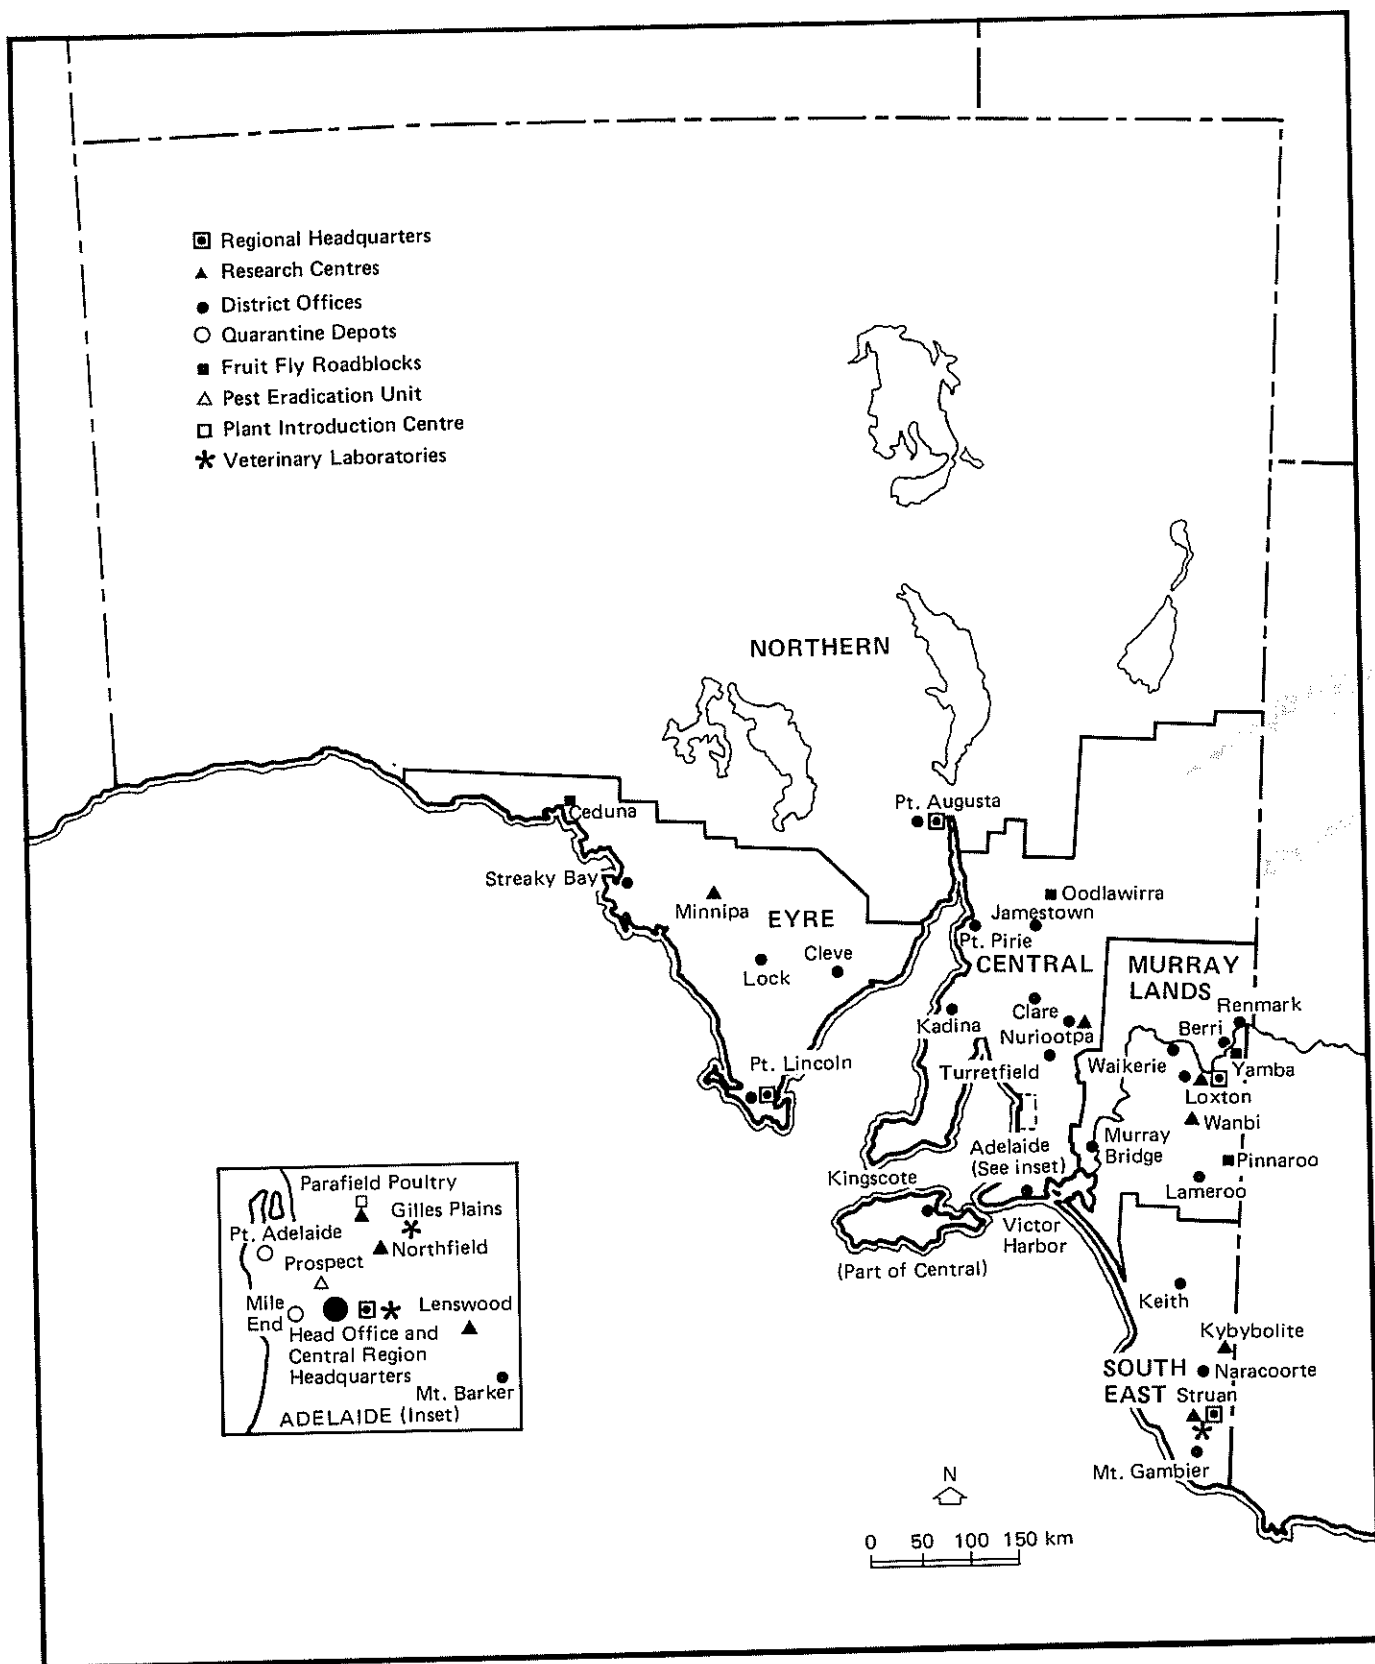 Regional Headquarters
Research Centres
District Offices
Quarantine Depots
Fruit Fly Roadblocks
Pest Eradication Unit
Plant Introduction Centre
Veterinary Laboratories
NORTHERN
Pt. Augusta
Ceduna
Streaky Bay
Minnipa
EYRE
Lock
Cleve
Pt. Lincoln
Oodlawirra
Jamestown
Pt. Pirie
CENTRAL
Kadina
Clare
Nuriootpa
Turretfield
Adelaide
(See inset)
Kingscote
(Part of Central)
Victor
Harbor
MURRAY
LANDS
Renmark
Berri
Waikerie
Yamba
Loxton
Wanbi
Murray
Bridge
Pinnaroo
Lameroo
Keith
Kybybolite
Naracoorte
SOUTH
EAST
Struan
Mt. Gambier
Parafield Poultry
Gilles Plains
Pt. Adelaide
Northfield
Prospect
Mile
End
Lenswood
Head Office and
Central Region
Headquarters
Mt. Barker
ADELAIDE (Inset)
N
0 50 100 150 km